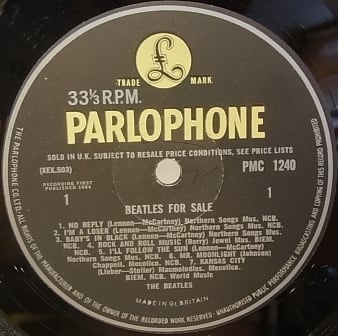 £
TRADE MARK
33⅓ R.P.M.
PARLOPHONE
SOLD IN U.K. SUBJECT TO RESALE PRICE CONDITIONS, SEE PRICE LISTS
(XEX.503)
PMC 1240
RECORDING FIRST
PUBLISHED 1964
1
1
BEATLES FOR SALE
1. NO REPLY (Lennon—McCartney) Northern Songs Mus. NCB.
2. I'M A LOSER (Lennon—McCartney) Northern Songs Mus. NCB.
3. BABY'S IN BLACK (Lennon—McCartney) Northern Songs Mus.
NCB. 4. ROCK AND ROLL MUSIC (Berry) Jewel Mus. BIEM.
NCB. 5. I'LL FOLLOW THE SUN (Lennon—McCartney)
Northern Songs Mus. NCB. 6. MR. MOONLIGHT (Johnson)
Chappell. Mecolico. NCB. 7. KANSAS CITY
(Lieber—Stoller) Macmelodies. Mecolico.
BIEM. World Music
THE BEATLES
MADE IN GT. BRITAIN
THE PARLOPHONE CO. LTD. ALL RIGHTS OF THE MANUFACTURER AND OF THE OWNER OF THE RECORDED WORK RESERVED
UNAUTHORISED PUBLIC PERFORMANCE BROADCASTING AND COPYING OF THIS RECORD PROHIBITED